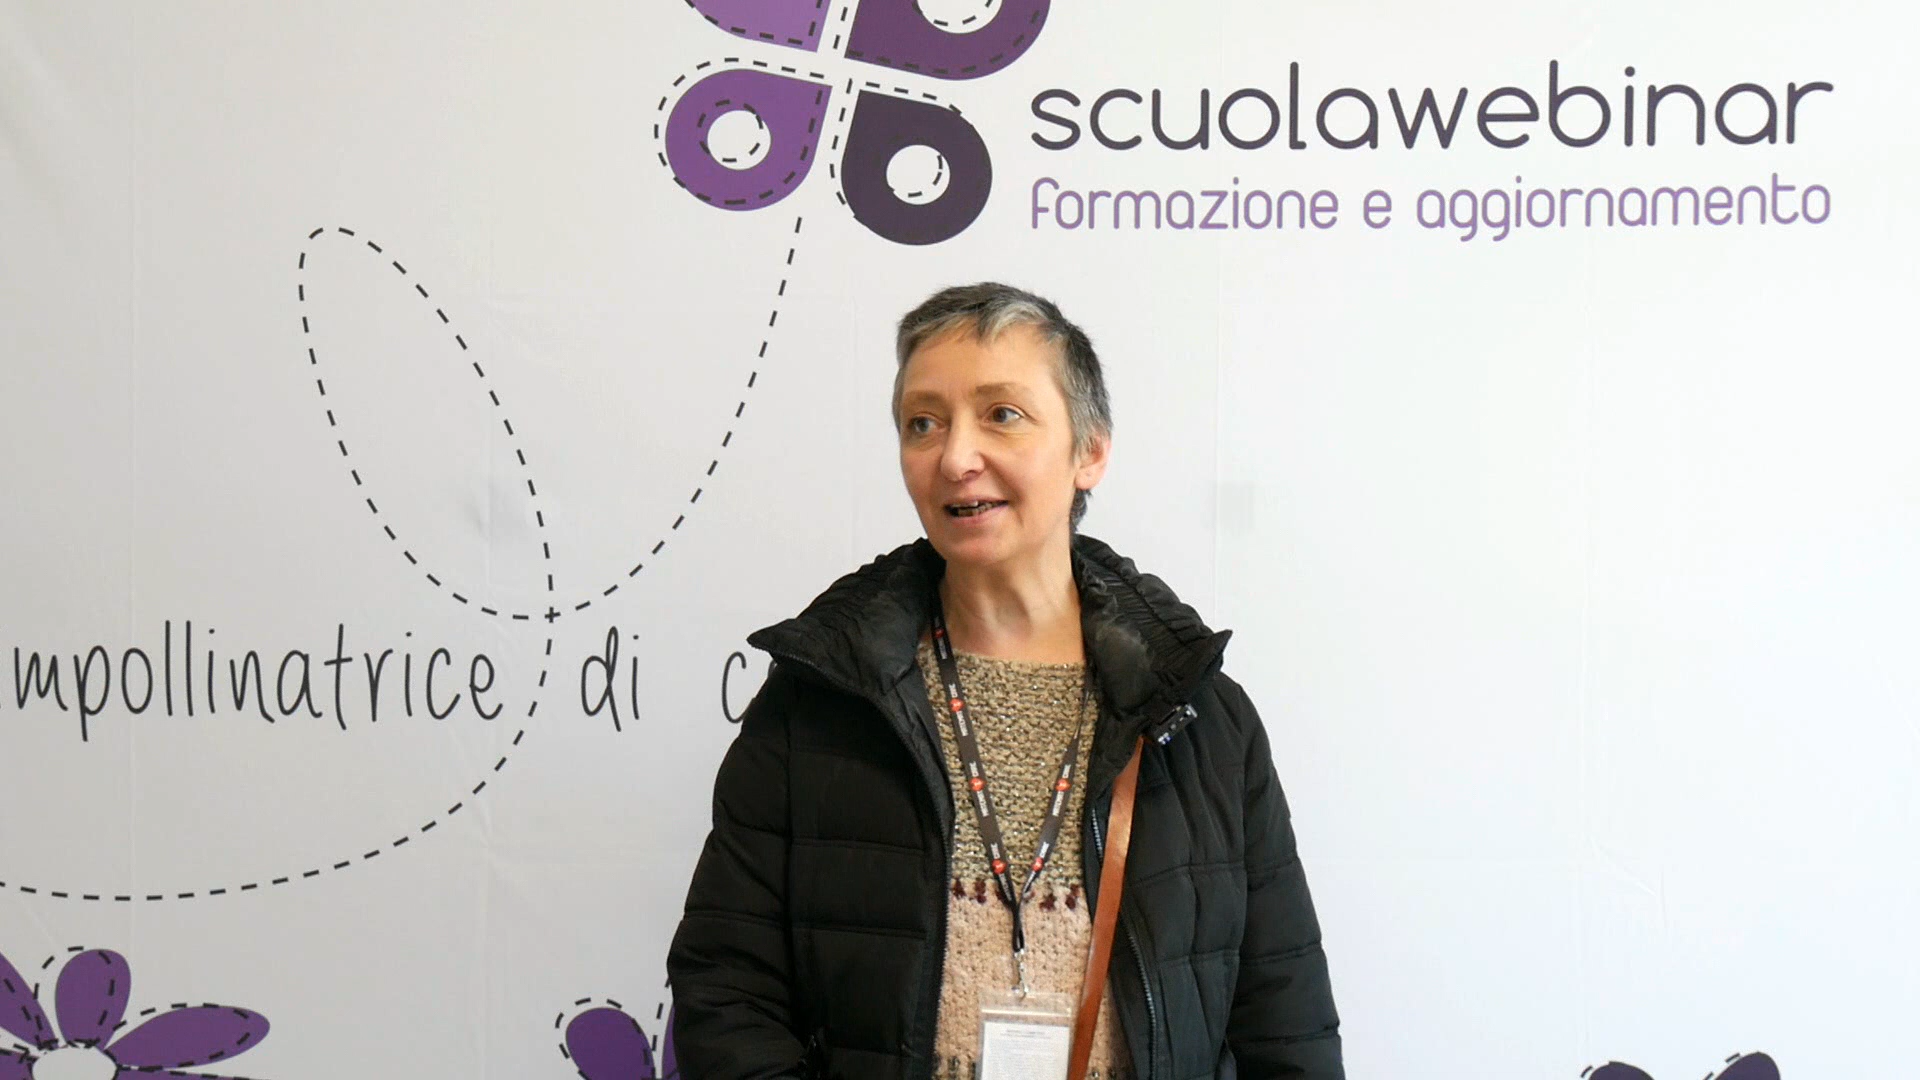 scuolawebinar
formazione e aggiornamento
mpollinatrice di c